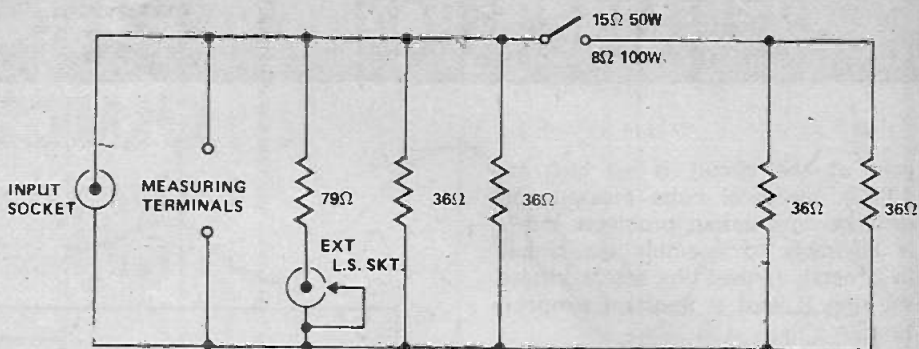 15Ω 50W
8Ω 100W
INPUT
SOCKET
MEASURING
TERMINALS
79Ω
36Ω
36Ω
36Ω
36Ω
EXT
L.S. SKT.